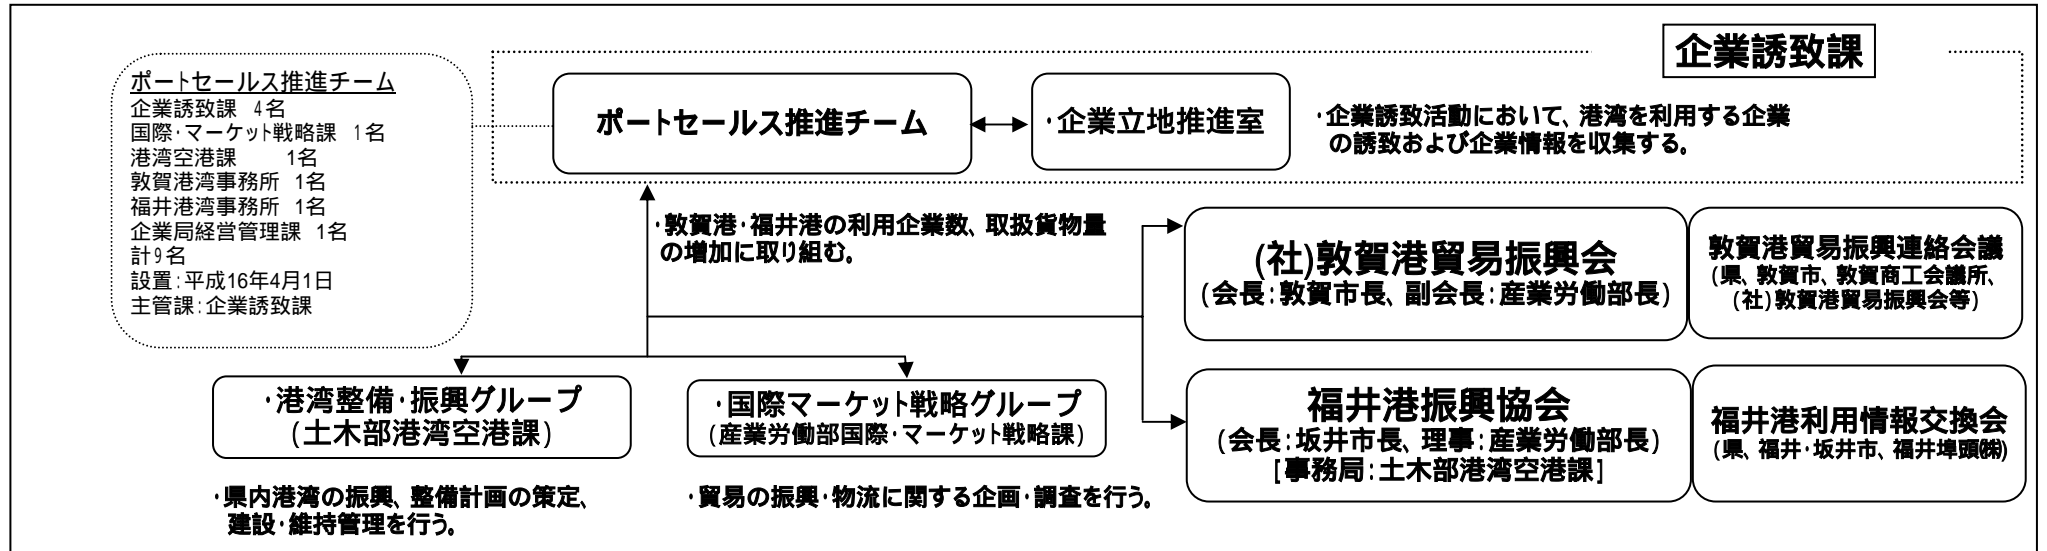 企業誘致課
ポートセールス推進チーム
企業誘致課 4名
国際・マーケット戦略課 1名
港湾空港課 1名
敦賀港湾事務所 1名
福井港湾事務所 1名
企業局経営管理課 1名
計9名
設置:平成16年4月1日
主管課:企業誘致課
ポートセールス推進チーム
・企業立地推進室
・企業誘致活動において、港湾を利用する企業
の誘致および企業情報を収集する。
・敦賀港・福井港の利用企業数、取扱貨物量
の増加に取り組む。
(社)敦賀港貿易振興会
(会長:敦賀市長、副会長:産業労働部長)
敦賀港貿易振興連絡会議
(県、敦賀市、敦賀商工会議所、
(社)敦賀港貿易振興会等)
・港湾整備・振興グループ
(土木部港湾空港課)
・県内港湾の振興、整備計画の策定、
建設・維持管理を行う。
・国際マーケット戦略グループ
(産業労働部国際・マーケット戦略課)
・貿易の振興・物流に関する企画・調査を行う。
福井港振興協会
(会長:坂井市長、理事:産業労働部長)
[事務局:土木部港湾空港課]
福井港利用情報交換会
(県、福井・坂井市、福井埠頭㈱)